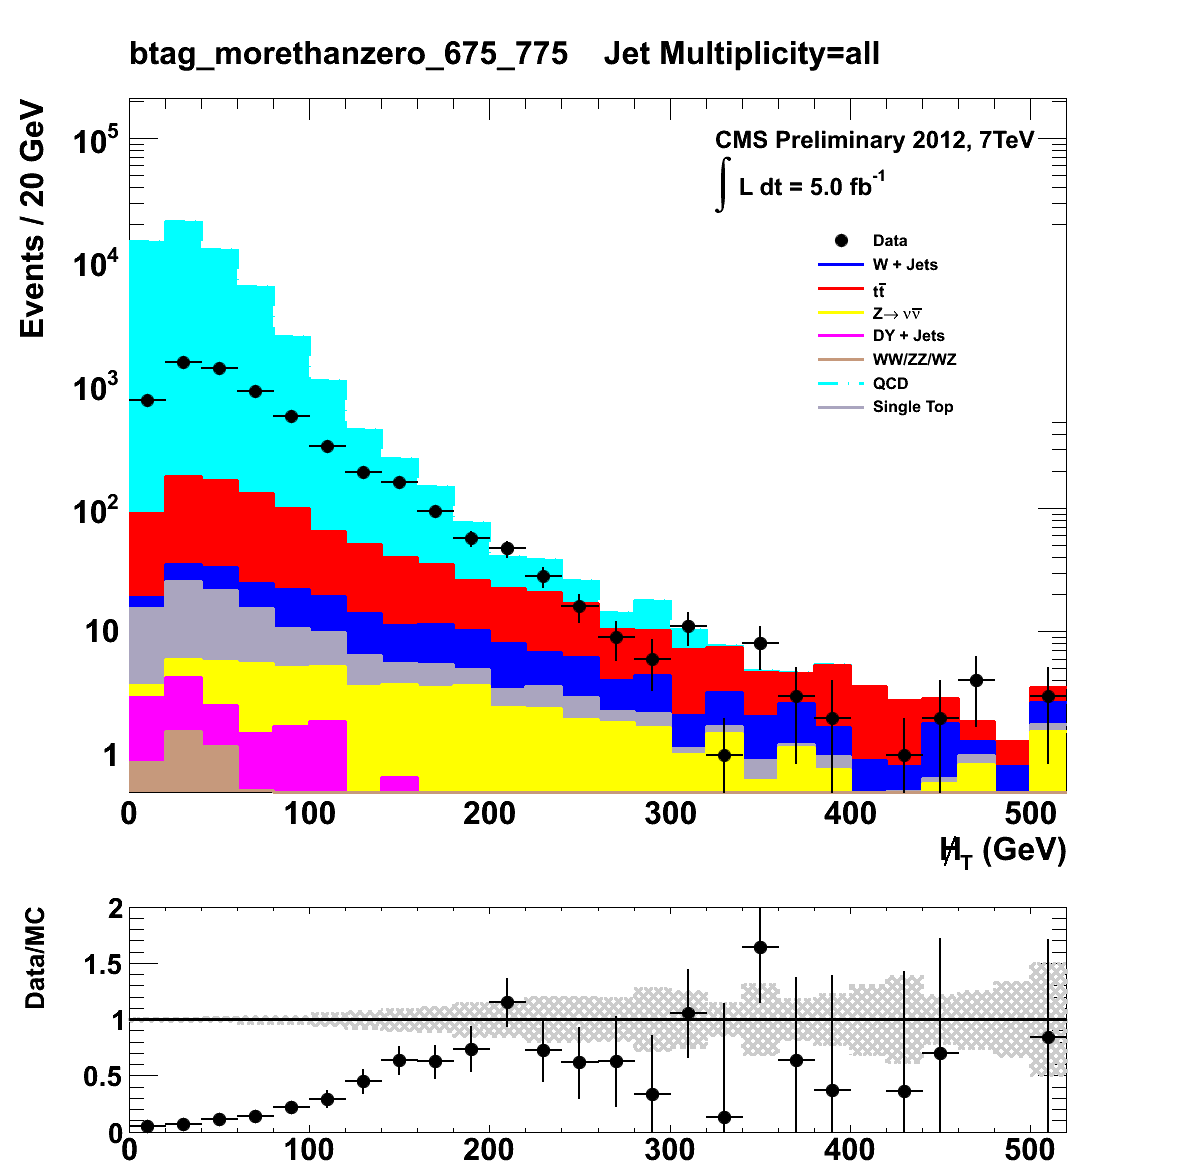 btag_morethanzero_675_775 Jet Multiplicity=all
Events / 20 GeV
10⁵
10⁴
10³
10²
10
1
CMS Preliminary 2012, 7TeV
∫ L dt = 5.0 fb⁻¹
Data
W + Jets
tt̅
Z→ νν̅
DY + Jets
WW/ZZ/WZ
QCD
Single Top
0 100 200 300 400 500
H̸_T (GeV)
Data/MC
2
1.5
1
0.5
0
0 100 200 300 400 500